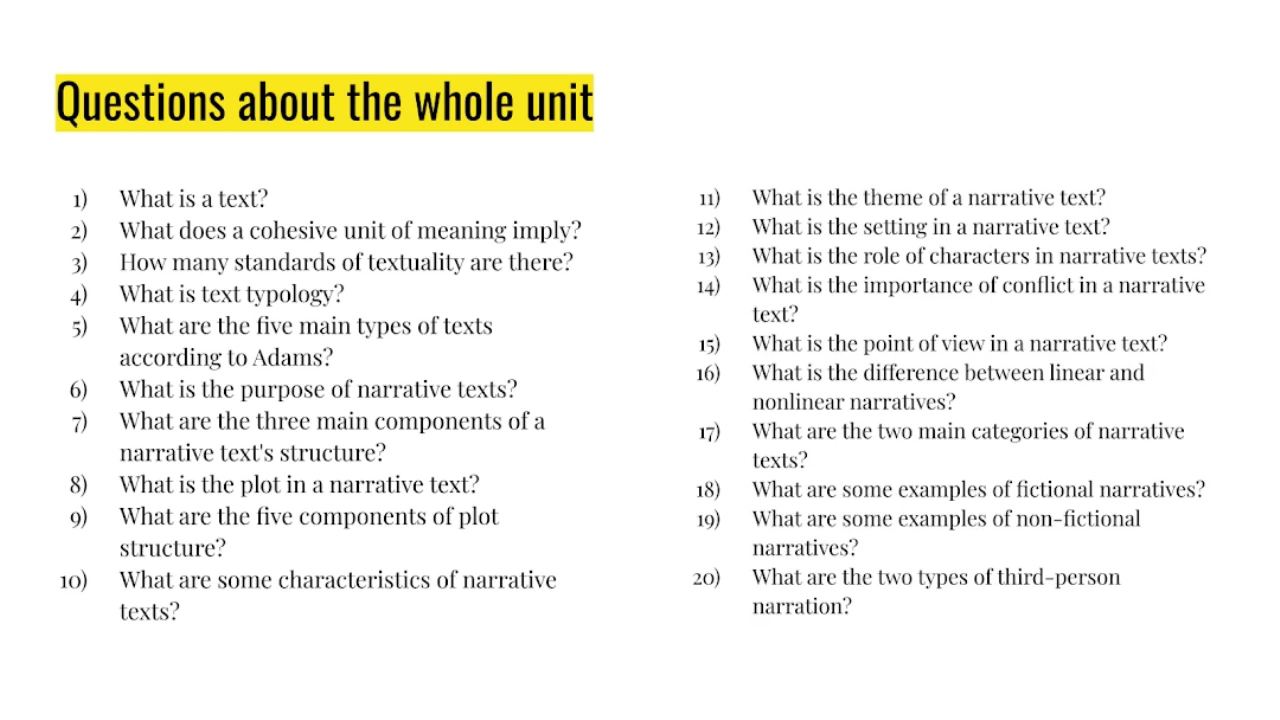 Questions about the whole unit
1) What is a text?
2) What does a cohesive unit of meaning imply?
3) How many standards of textuality are there?
4) What is text typology?
5) What are the five main types of texts
according to Adams?
6) What is the purpose of narrative texts?
7) What are the three main components of a
narrative text's structure?
8) What is the plot in a narrative text?
9) What are the five components of plot
structure?
10) What are some characteristics of narrative
texts?
11) What is the theme of a narrative text?
12) What is the setting in a narrative text?
13) What is the role of characters in narrative texts?
14) What is the importance of conflict in a narrative
text?
15) What is the point of view in a narrative text?
16) What is the difference between linear and
nonlinear narratives?
17) What are the two main categories of narrative
texts?
18) What are some examples of fictional narratives?
19) What are some examples of non-fictional
narratives?
20) What are the two types of third-person
narration?